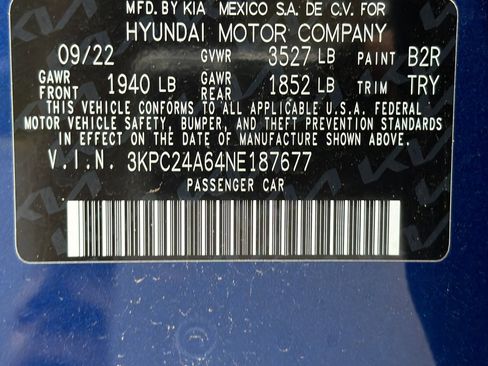 MFD. BY KIA MEXICO S.A. DE C.V. FOR
HYUNDAI MOTOR COMPANY
09/22 GVWR 3527 LB PAINT B2R
GAWR FRONT 1940 LB GAWR REAR 1852 LB TRIM TRY
THIS VEHICLE CONFORMS TO ALL APPLICABLE U.S.A. FEDERAL
MOTOR VEHICLE SAFETY, BUMPER, AND THEFT PREVENTION STANDARDS
IN EFFECT ON THE DATE OF MANUFACTURE SHOWN ABOVE.
V.I.N. 3KPC24A64NE187677
PASSENGER CAR